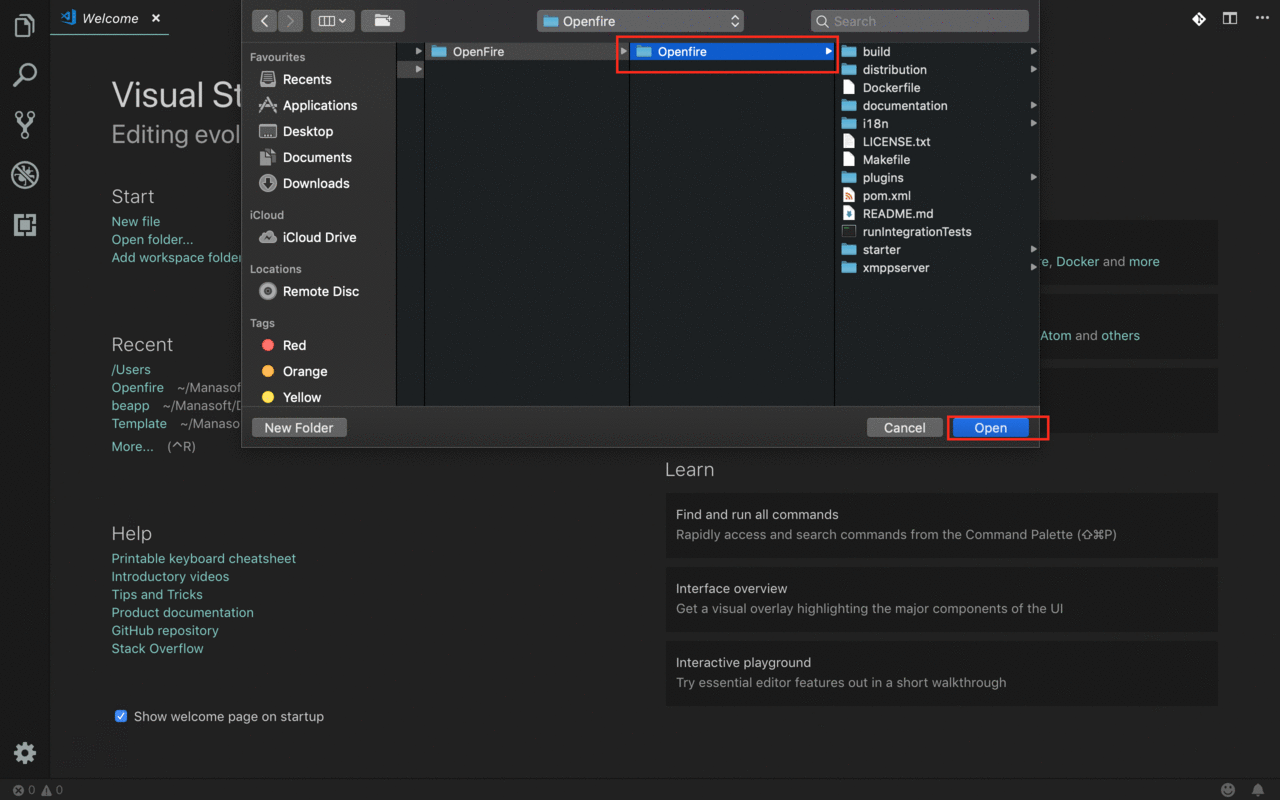 Welcome
Openfire
Search
Favourites
Recents
Applications
Desktop
Documents
Downloads
iCloud
iCloud Drive
Locations
Remote Disc
Tags
Red
Orange
Yellow
OpenFire
Openfire
build
distribution
Dockerfile
documentation
i18n
LICENSE.txt
Makefile
plugins
pom.xml
README.md
runIntegrationTests
starter
xmppserver
New Folder
Cancel
Open
Visual St
Editing evol
Start
New file
Open folder...
Add workspace folder
Recent
/Users
Openfire ~/Manasoft
beapp ~/Manasoft/D
Template ~/Manaso
More... (^R)
Help
Printable keyboard cheatsheet
Introductory videos
Tips and Tricks
Product documentation
GitHub repository
Stack Overflow
Show welcome page on startup
re, Docker and more
Atom and others
Learn
Find and run all commands
Rapidly access and search commands from the Command Palette (⇧⌘P)
Interface overview
Get a visual overlay highlighting the major components of the UI
Interactive playground
Try essential editor features out in a short walkthrough
0 0